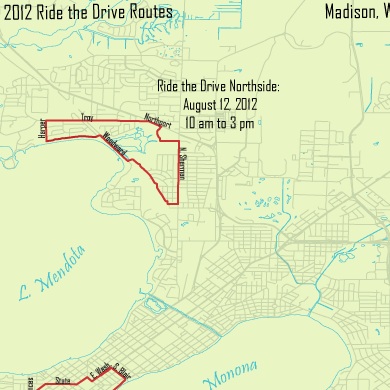 2012 Ride the Drive Routes
Madison, W
Ride the Drive Northside:
August 12, 2012
10 am to 3 pm
Harper
Troy
Northport
Woodward
N. Sherman
L. Mendota
Monona
State
E. Wash
S. Blair